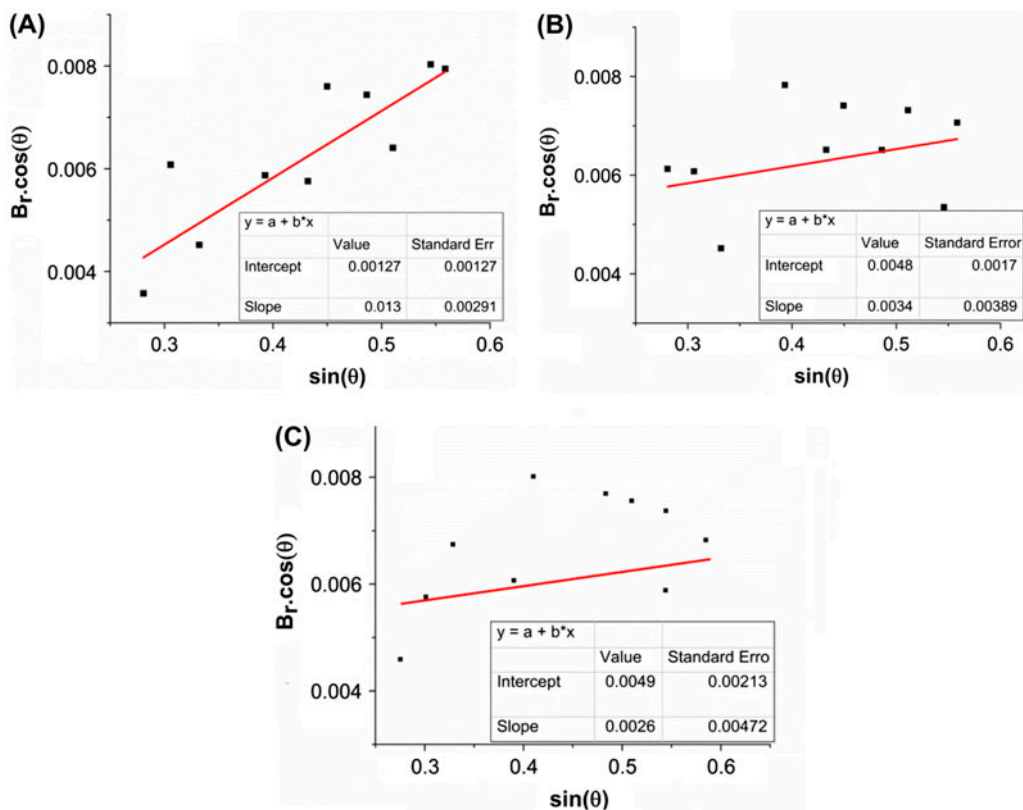 (A)
0.008
0.006
0.004
Br.cos(θ)
y = a + b*x
Value Standard Err
Intercept 0.00127 0.00127
Slope 0.013 0.00291
0.3 0.4 0.5 0.6
sin(θ)
(B)
0.008
0.006
0.004
Br.cos(θ)
y = a + b*x
Value Standard Error
Intercept 0.0048 0.0017
Slope 0.0034 0.00389
0.3 0.4 0.5 0.6
sin(θ)
(C)
0.008
0.006
0.004
Br.cos(θ)
y = a + b*x
Value Standard Erro
Intercept 0.0049 0.00213
Slope 0.0026 0.00472
0.3 0.4 0.5 0.6
sin(θ)